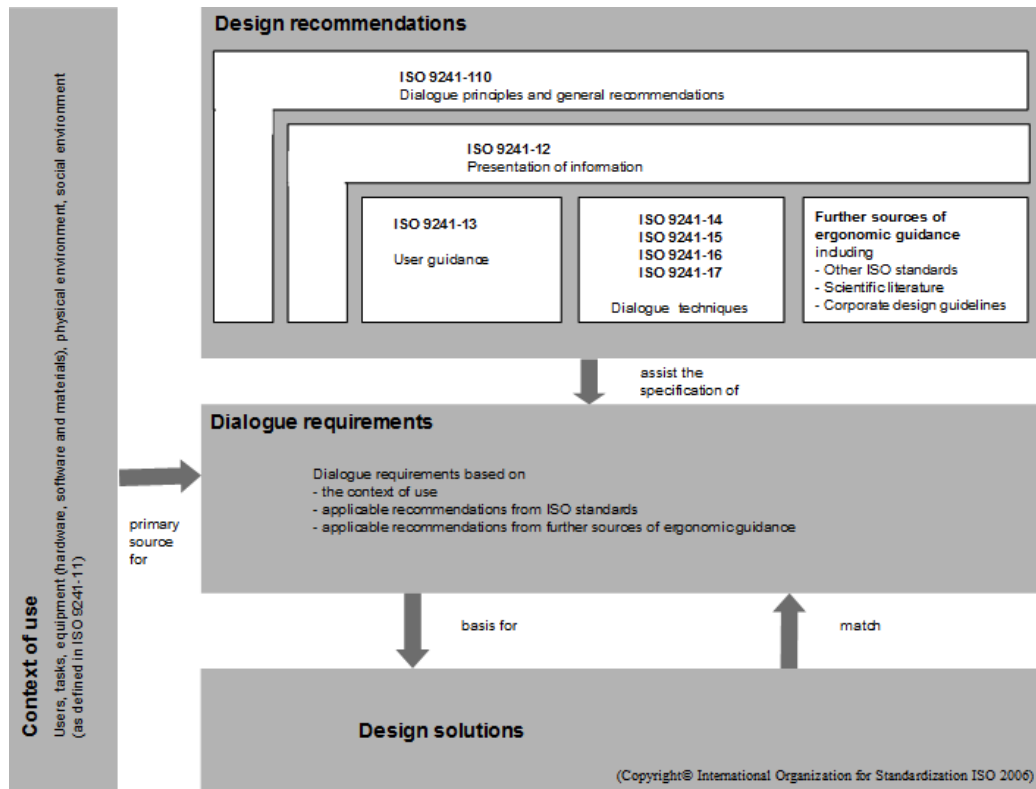 Design recommendations
ISO 9241-110
Dialogue principles and general recommendations
ISO 9241-12
Presentation of information
ISO 9241-13
User guidance
ISO 9241-14
ISO 9241-15
ISO 9241-16
ISO 9241-17
Dialogue techniques
Further sources of
ergonomic guidance
including
- Other ISO standards
- Scientific literature
- Corporate design guidelines
assist the
specification of
Context of use
Users, tasks, equipment (hardware, software and materials), physical environment, social environment
(as defined in ISO 9241-11)
primary
source
for
Dialogue requirements
Dialogue requirements based on
- the context of use
- applicable recommendations from ISO standards
- applicable recommendations from further sources of ergonomic guidance
basis for
match
Design solutions
(Copyright© International Organization for Standardization ISO 2006)